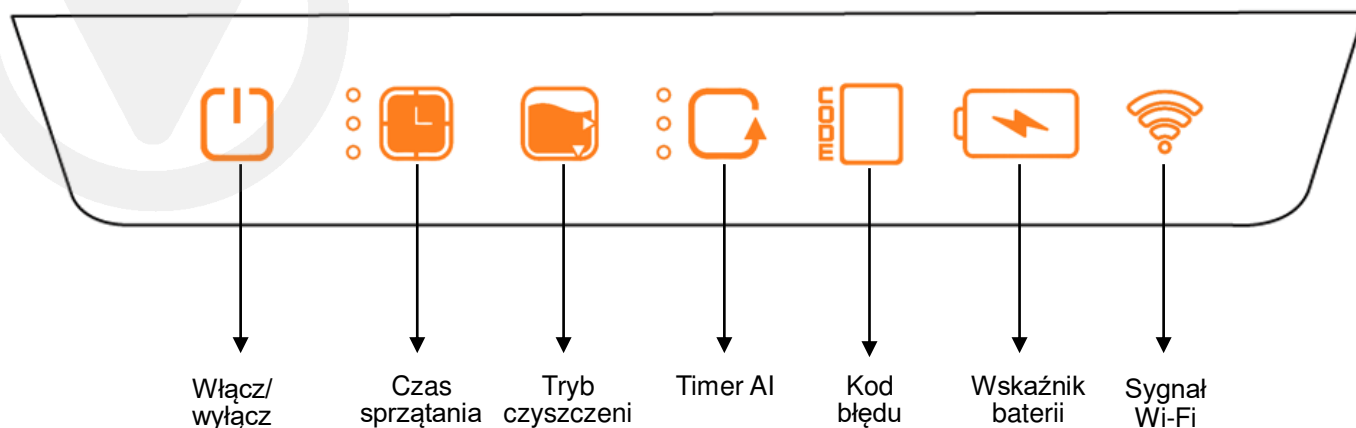 CODE
Włącz/
wyłącz
Czas
sprzątania
Tryb
czyszczeni
Timer AI
Kod
błędu
Wskaźnik
baterii
Sygnał
Wi-Fi